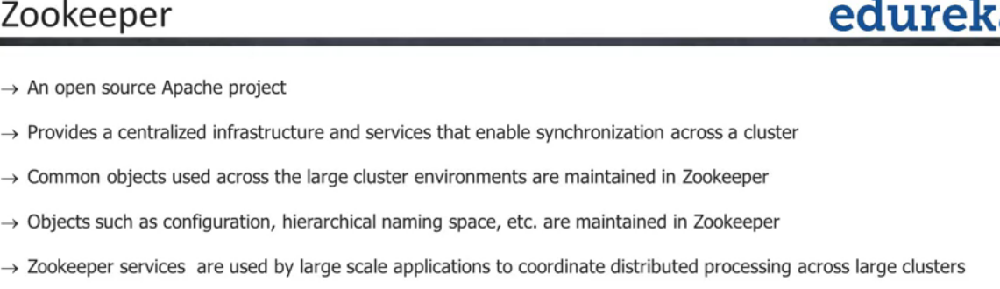 Zookeeper
edureka
→ An open source Apache project
→ Provides a centralized infrastructure and services that enable synchronization across a cluster
→ Common objects used across the large cluster environments are maintained in Zookeeper
→ Objects such as configuration, hierarchical naming space, etc. are maintained in Zookeeper
→ Zookeeper services  are used by large scale applications to coordinate distributed processing across large clusters